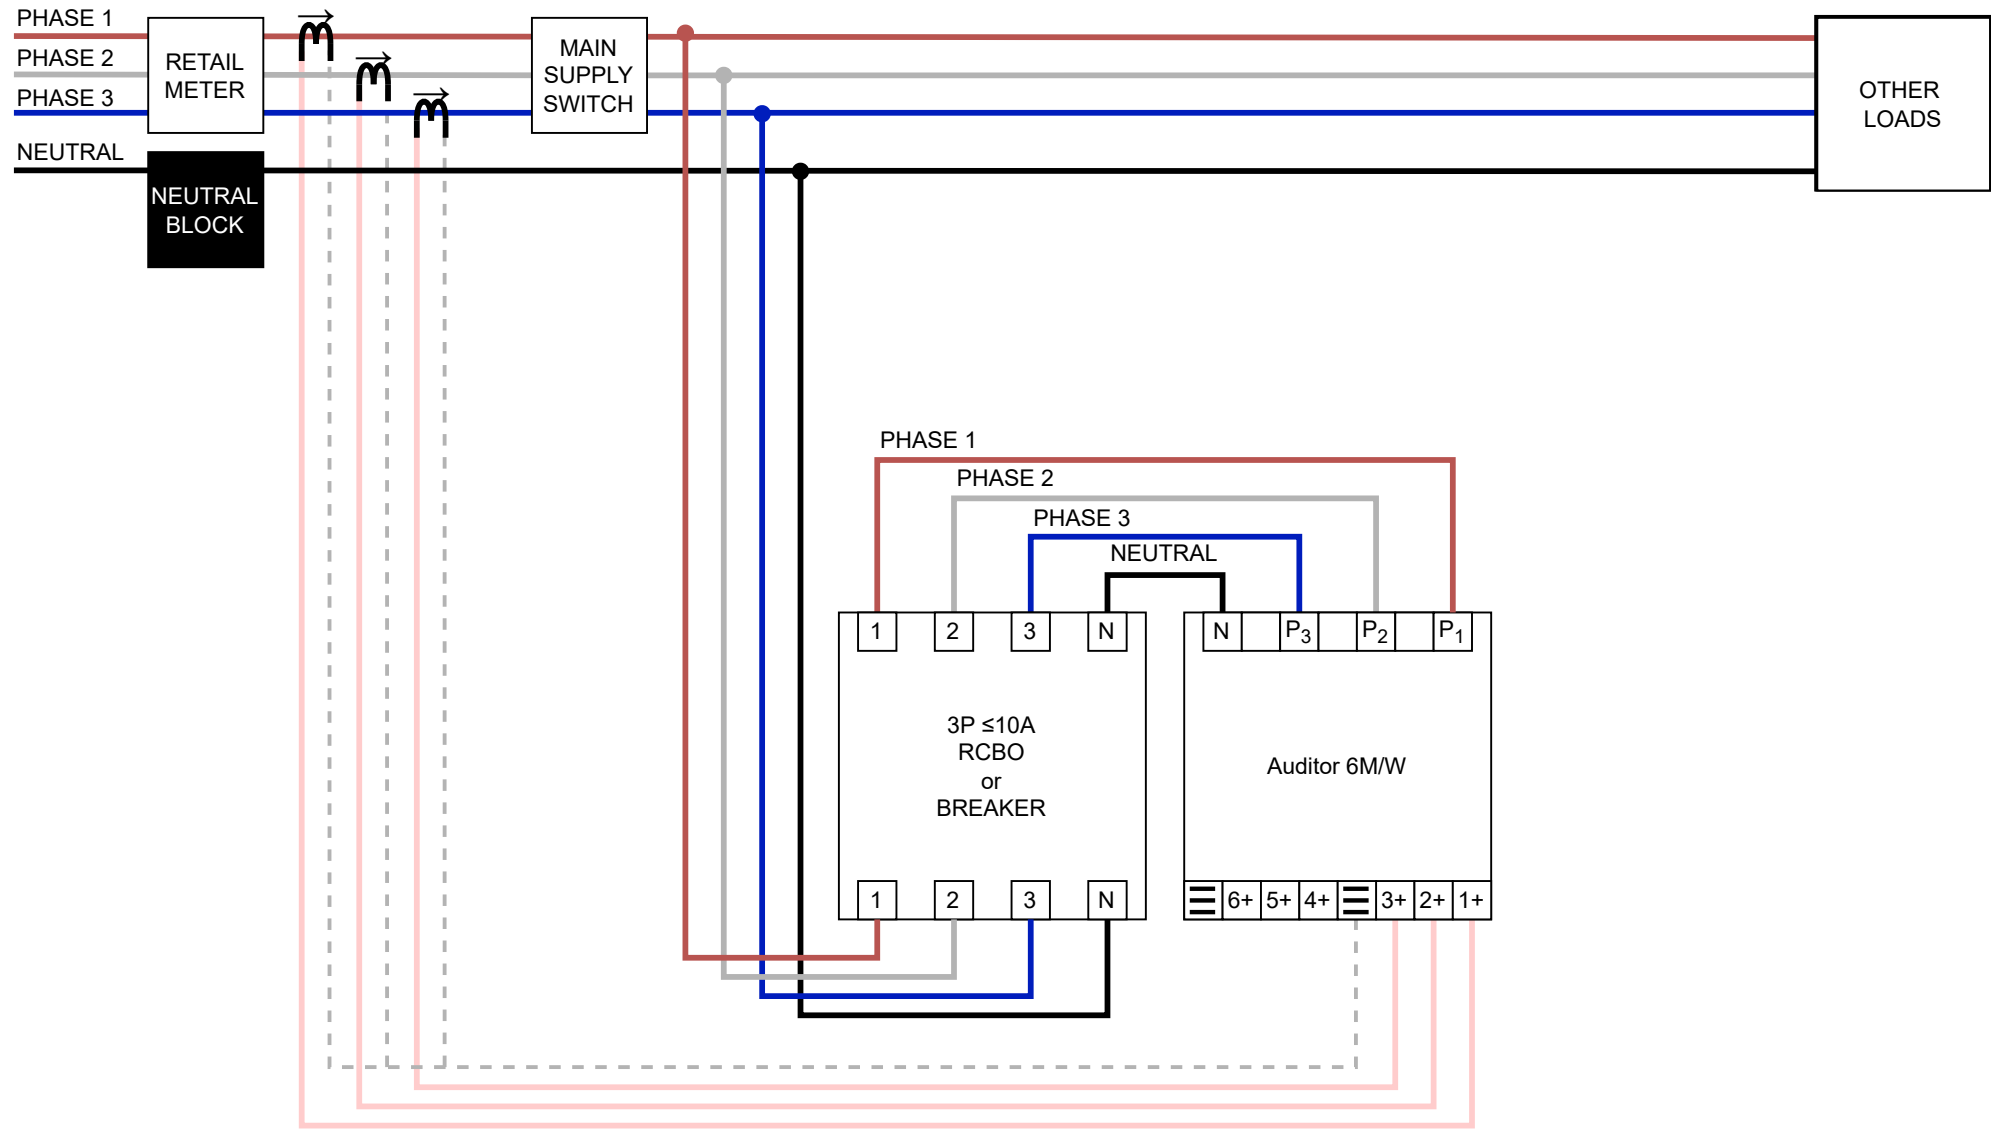 PHASE 1
PHASE 2
PHASE 3
NEUTRAL
RETAIL
METER
NEUTRAL
BLOCK
MAIN
SUPPLY
SWITCH
OTHER
LOADS
PHASE 1
PHASE 2
PHASE 3
NEUTRAL
1 2 3 N
N P3 P2 P1
3P ≤10A
RCBO
or
BREAKER
Auditor 6M/W
1 2 3 N
6+ 5+ 4+ 3+ 2+ 1+